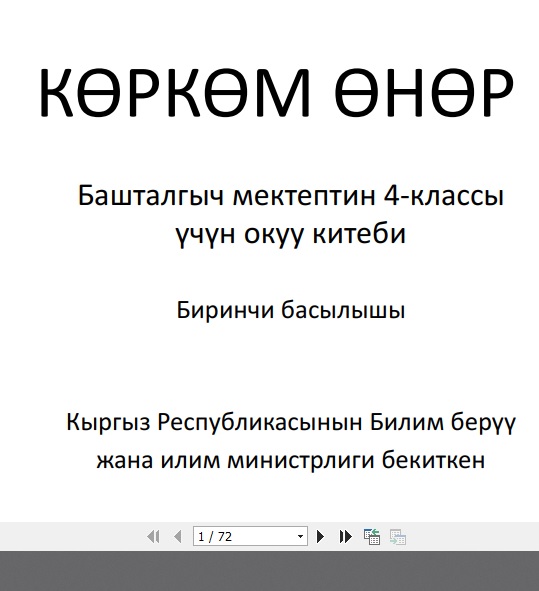 КӨРКӨМ ӨНӨР
Башталгыч мектептин 4-классы
үчүн окуу китеби
Биринчи басылышы
Кыргыз Республикасынын Билим берүү
жана илим министрлиги бекиткен
1 / 72